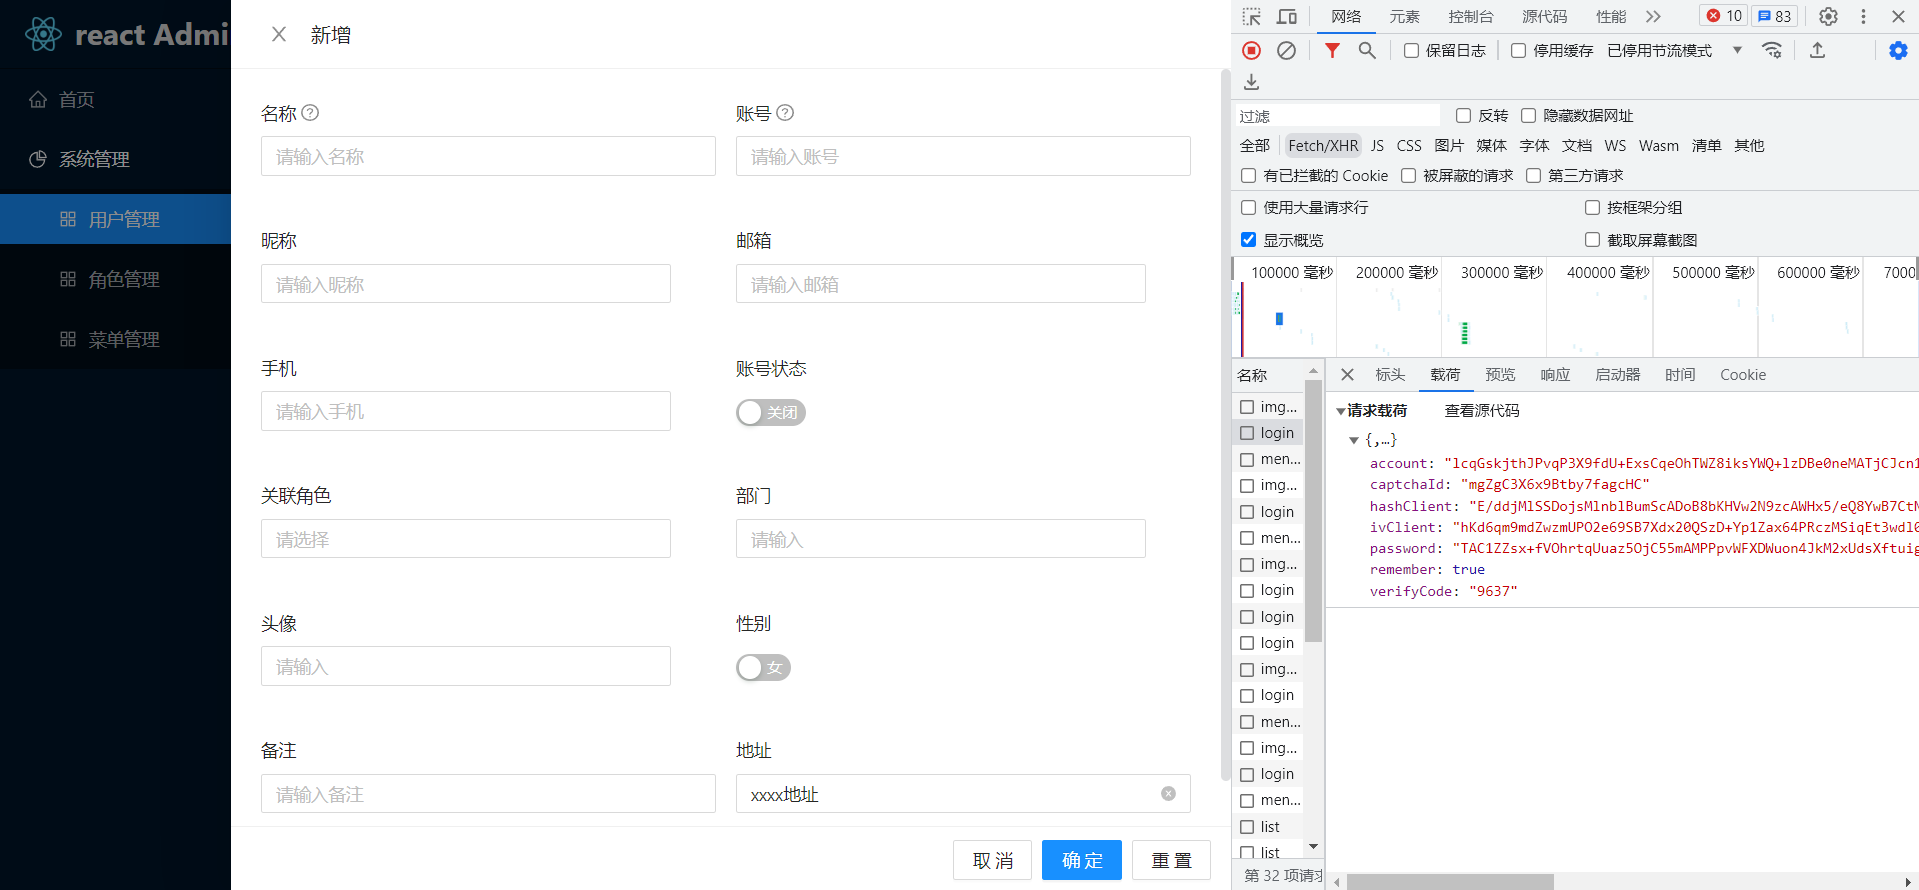 react Admi
首页
系统管理
用户管理
角色管理
菜单管理
新增
名称
请输入名称
账号
请输入账号
昵称
请输入昵称
邮箱
请输入邮箱
手机
请输入手机
账号状态
关闭
关联角色
请选择
部门
请输入
头像
请输入
性别
女
备注
请输入备注
地址
xxxx地址
取 消
确 定
重 置
网络 元素 控制台 源代码 性能 10 83
保留日志 停用缓存 已停用节流模式
过滤 反转 隐藏数据网址
全部 Fetch/XHR JS CSS 图片 媒体 字体 文档 WS Wasm 清单 其他
有已拦截的 Cookie 被屏蔽的请求 第三方请求
使用大量请求行 按框架分组
显示概览 截取屏幕截图
100000 毫秒 200000 毫秒 300000 毫秒 400000 毫秒 500000 毫秒 600000 毫秒 7000
名称
img...
login
men...
img...
login
men...
img...
login
login
login
img...
login
men...
img...
login
men...
list
list
第 32 项请求
标头 载荷 预览 响应 启动器 时间 Cookie
请求载荷 查看源代码
{,…}
account: "lcqGskjthJPvqP3X9fdU+ExsCqeOhTWZ8iksYWQ+lzDBe0neMATjCJcn1
captchaId: "mgZgC3X6x9Btby7fagcHC"
hashClient: "E/ddjMlSSDojsMlnblBumScADoB8bKHVw2N9zcAWHx5/eQ8YwB7CtN
ivClient: "hKd6qm9mdZwzmUPO2e69SB7Xdx20QSzD+Yp1Zax64PRczMSiqEt3wdl0
password: "TAC1ZZsx+fVOhrtqUuaz5OjC55mAMPPpvWFXDWuon4JkM2xUdsXftuig
remember: true
verifyCode: "9637"